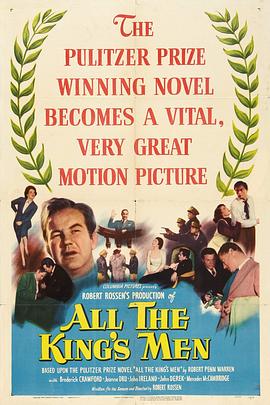 THE
PULITZER PRIZE
WINNING NOVEL
BECOMES A VITAL,
VERY GREAT
MOTION PICTURE
COLUMBIA PICTURES presents
ROBERT ROSSEN'S PRODUCTION of
ALL THE
KING'S MEN
BASED UPON THE PULITZER PRIZE NOVEL "ALL THE KING'S MEN" BY ROBERT PENN WARREN
with Broderick CRAWFORD · Joanne DRU · John IRELAND · John DEREK · Mercedes McCAMBRIDGE
Written for the Screen and Directed by ROBERT ROSSEN